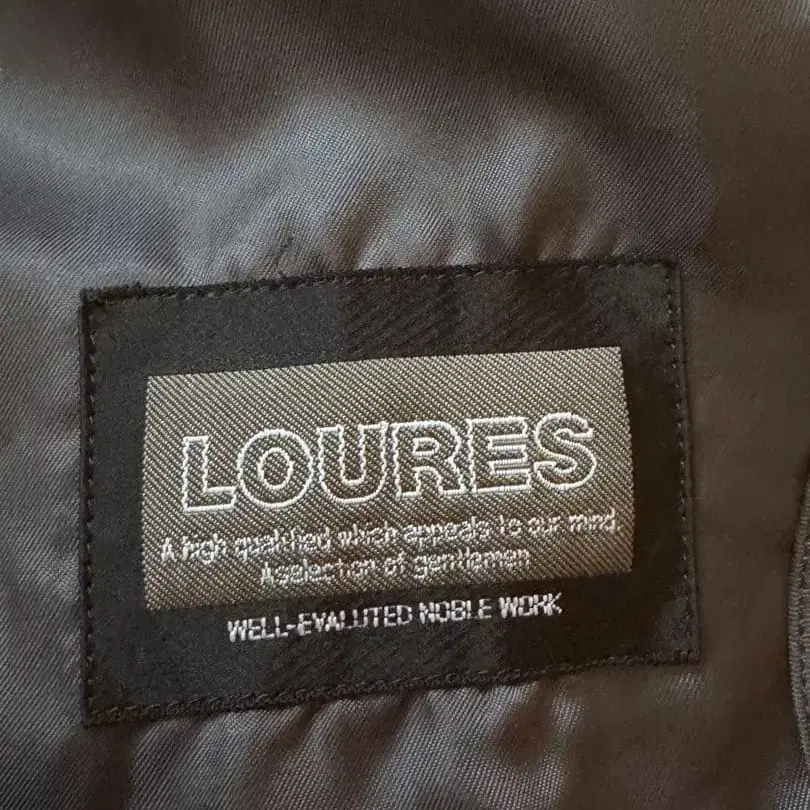 LOURES
A high qualified which appeals to our mind.
A selection of gentlemen
WELL-EVALUTED NOBLE WORK